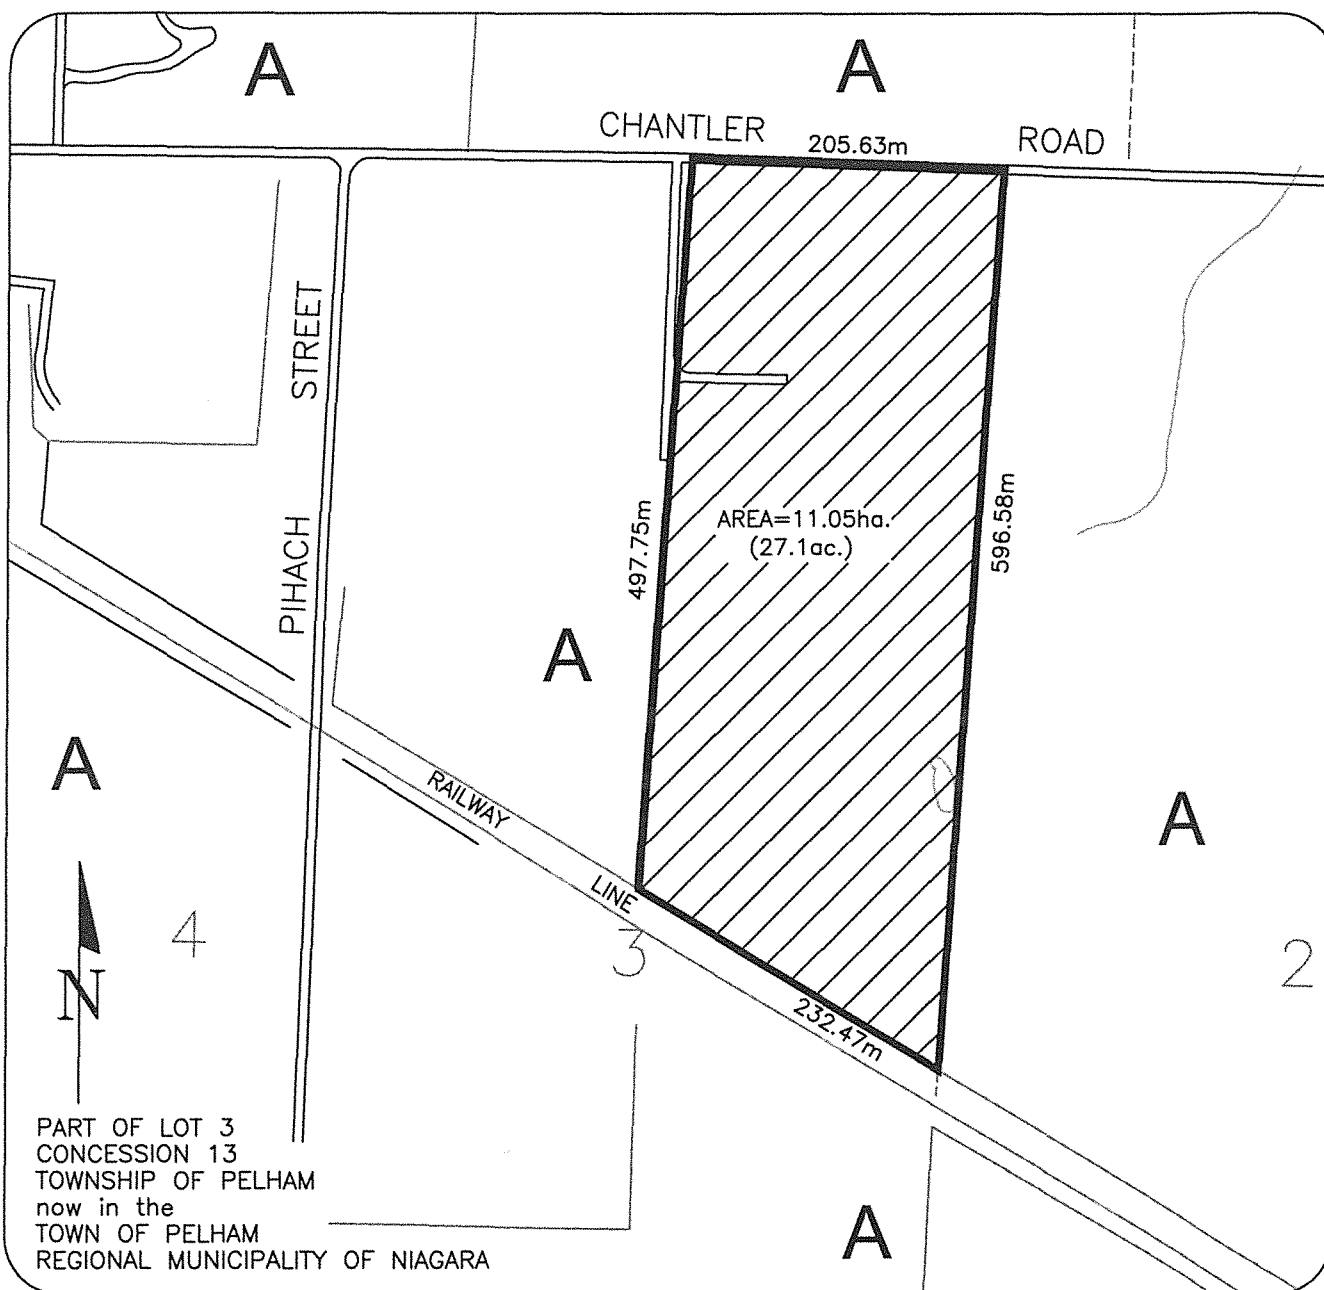 A
A
CHANTLER ROAD
205.63m
PIHACH STREET
497.75m
AREA=11.05ha.
(27.1ac.)
596.58m
A
A
A
RAILWAY LINE
4
3
2
N
232.47m
A
PART OF LOT 3
CONCESSION 13
TOWNSHIP OF PELHAM
now in the
TOWN OF PELHAM
REGIONAL MUNICIPALITY OF NIAGARA